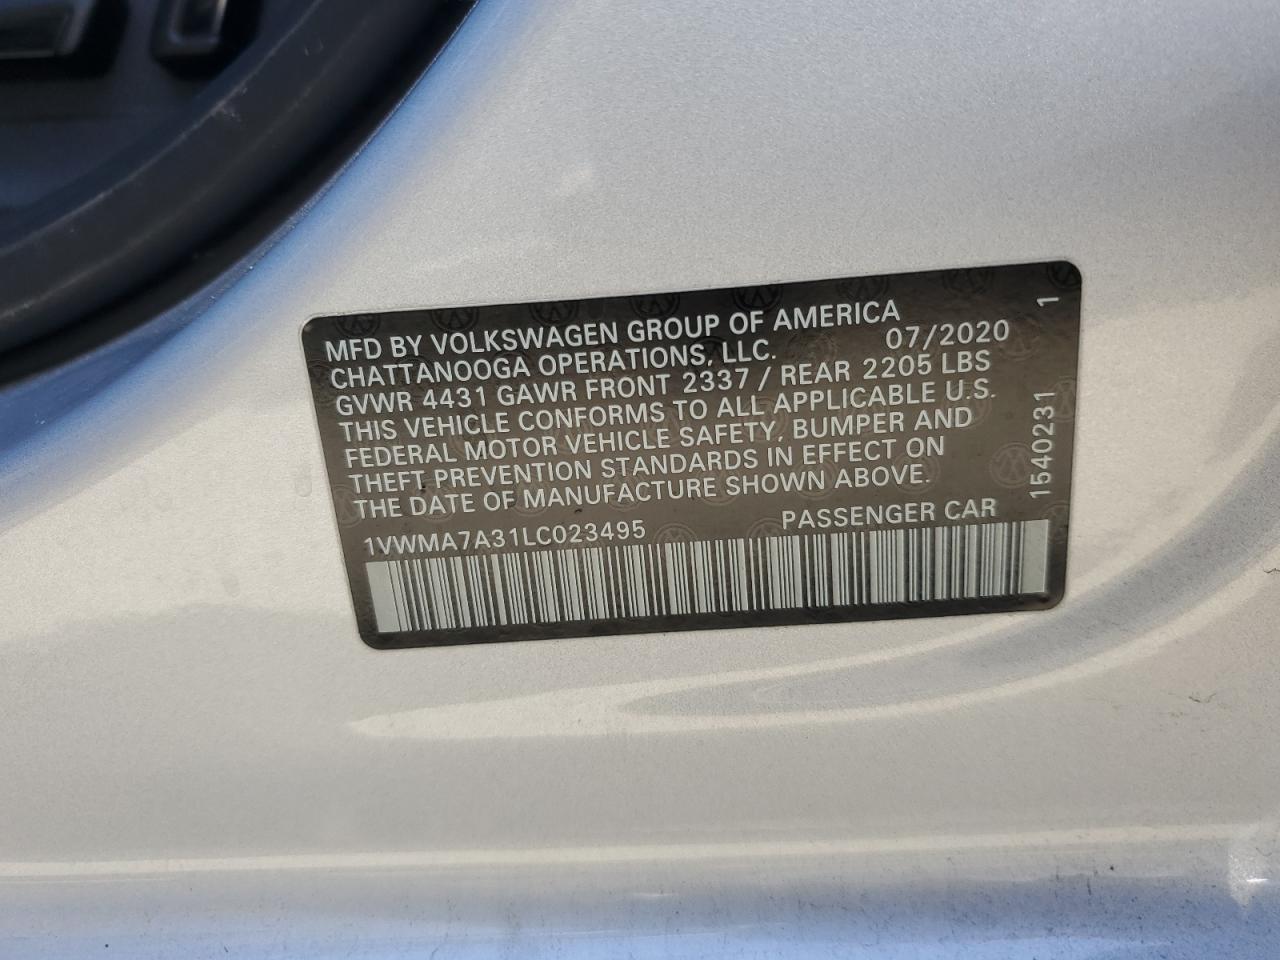 MFD BY VOLKSWAGEN GROUP OF AMERICA
CHATTANOOGA OPERATIONS, LLC. 07/2020
GVWR 4431 GAWR FRONT 2337 / REAR 2205 LBS
THIS VEHICLE CONFORMS TO ALL APPLICABLE U.S.
FEDERAL MOTOR VEHICLE SAFETY, BUMPER AND
THEFT PREVENTION STANDARDS IN EFFECT ON
THE DATE OF MANUFACTURE SHOWN ABOVE.
1VWMA7A31LC023495 PASSENGER CAR
1540231 1